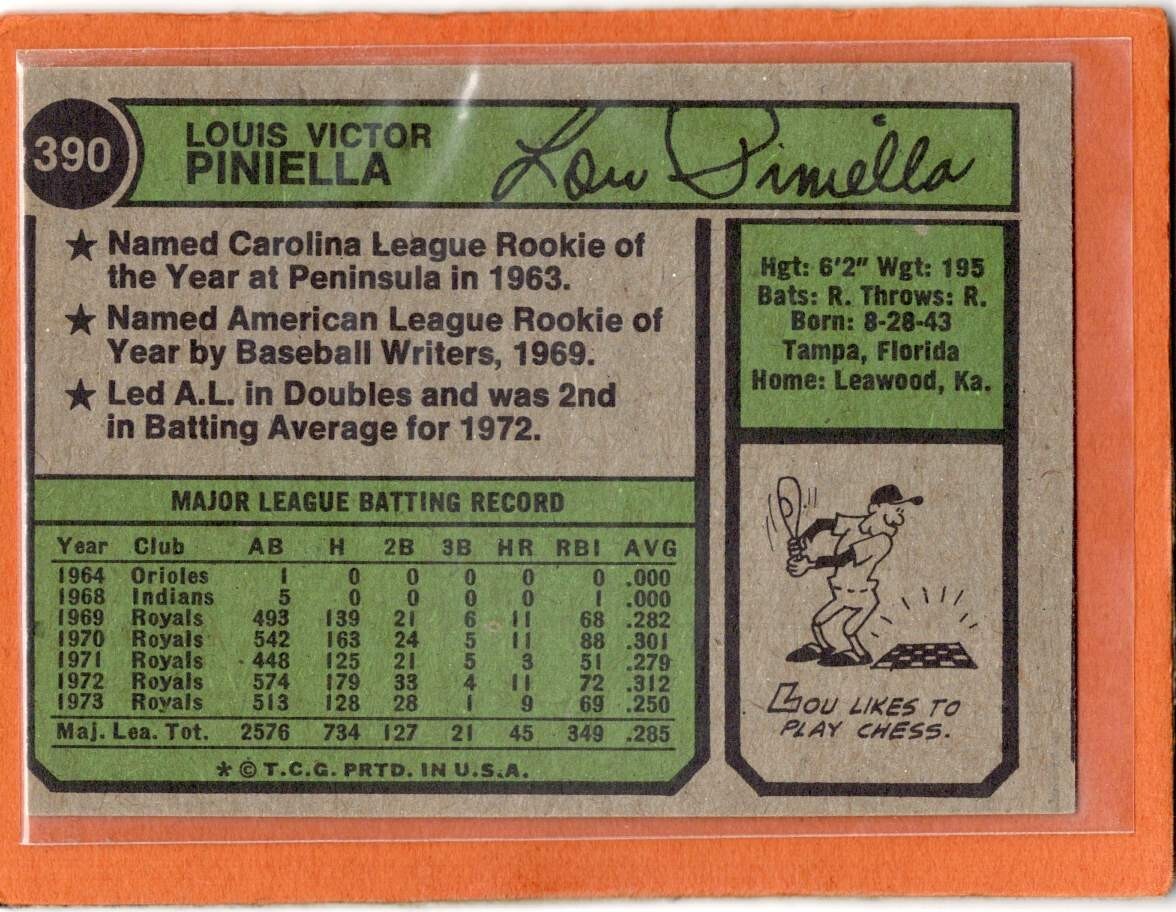 390
LOUIS VICTOR
PINIELLA
Lou Piniella
★ Named Carolina League Rookie of
the Year at Peninsula in 1963.
★ Named American League Rookie of
Year by Baseball Writers, 1969.
★ Led A.L. in Doubles and was 2nd
in Batting Average for 1972.
MAJOR LEAGUE BATTING RECORD
Year Club AB H 2B 3B HR RBI AVG
1964 Orioles 1 0 0 0 0 0 .000
1968 Indians 5 0 0 0 0 1 .000
1969 Royals 493 139 21 6 11 68 .282
1970 Royals 542 163 24 5 11 88 .301
1971 Royals 448 125 21 5 3 51 .279
1972 Royals 574 179 33 4 11 72 .312
1973 Royals 513 128 28 1 9 69 .250
Maj. Lea. Tot. 2576 734 127 21 45 349 .285
* © T.C.G. PRTD. IN U.S.A.
Hgt: 6'2" Wgt: 195
Bats: R. Throws: R.
Born: 8-28-43
Tampa, Florida
Home: Leawood, Ka.
LOU LIKES TO
PLAY CHESS.